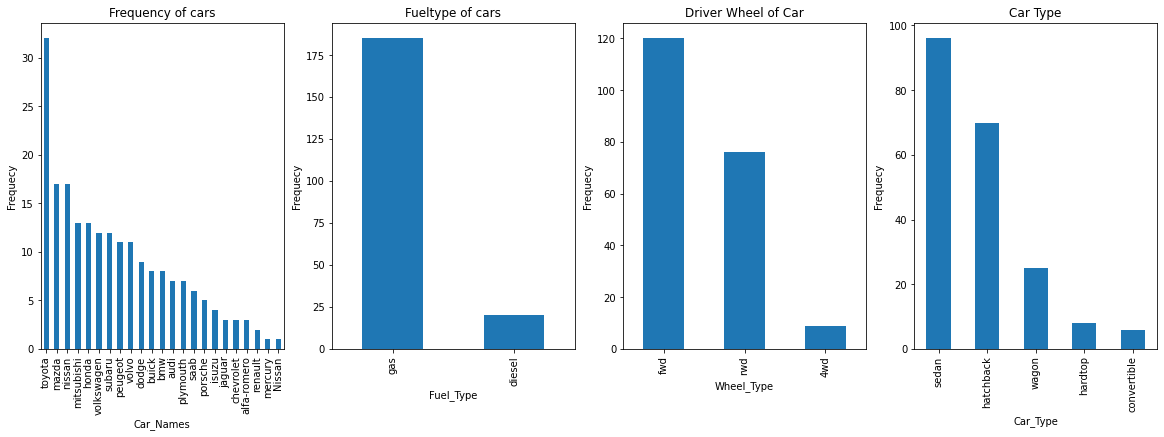 Frequency of cars
Frequecy
30
25
20
15
10
5
0
toyota
mazda
nissan
mitsubishi
honda
volkswagen
subaru
peugeot
volvo
dodge
buick
bmw
audi
plymouth
saab
porsche
isuzu
jaguar
chevrolet
alfa-romero
renault
mercury
Nissan
Car_Names
Fueltype of cars
Frequecy
175
150
125
100
75
50
25
0
gas
diesel
Fuel_Type
Driver Wheel of Car
Frequecy
120
100
80
60
40
20
0
fwd
rwd
4wd
Wheel_Type
Car Type
Frequecy
100
80
60
40
20
0
sedan
hatchback
wagon
hardtop
convertible
Car_Type